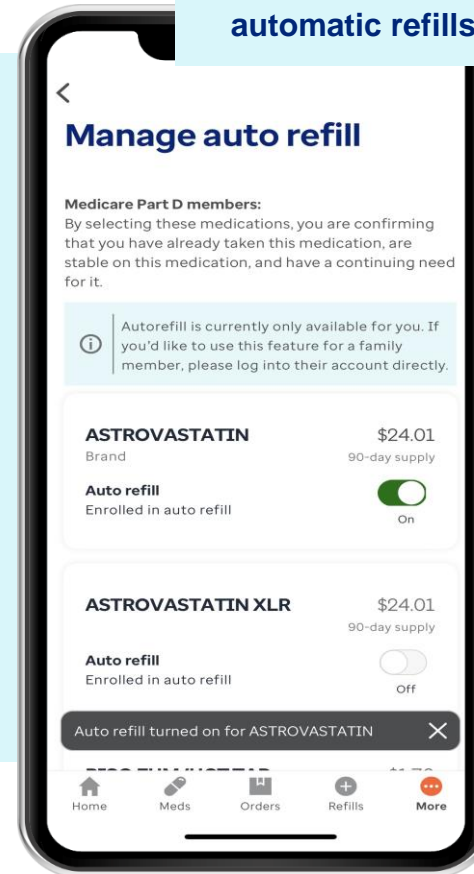 automatic refills
Manage auto refill
Medicare Part D members:
By selecting these medications, you are confirming
that you have already taken this medication, are
stable on this medication, and have a continuing need
for it.
Autorefill is currently only available for you. If
you'd like to use this feature for a family
member, please log into their account directly.
ASTROVASTATIN $24.01
Brand 90-day supply
Auto refill
Enrolled in auto refill
On
ASTROVASTATIN XLR $24.01
90-day supply
Auto refill
Enrolled in auto refill
Off
Auto refill turned on for ASTROVASTATIN
Home Meds Orders Refills More